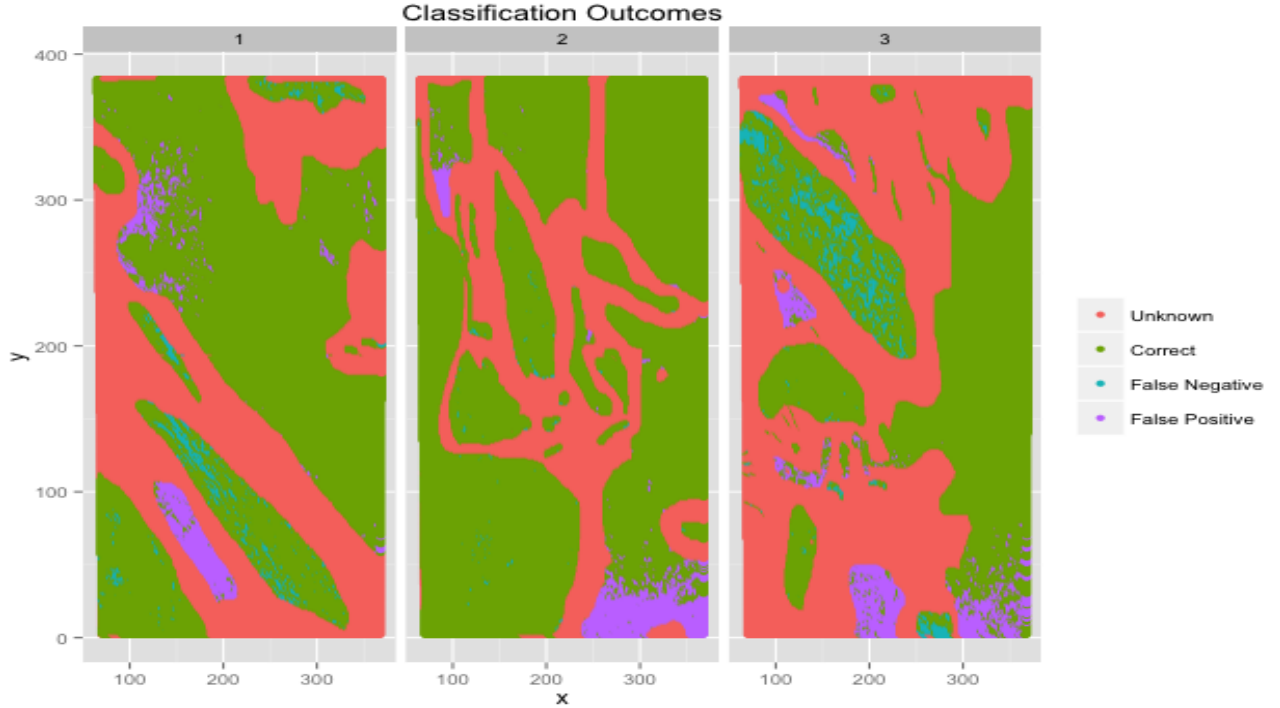 Classification Outcomes
1 2 3
400
300
200
100
0
y
100 200 300 100 200 300 100 200 300
x
Unknown
Correct
False Negative
False Positive